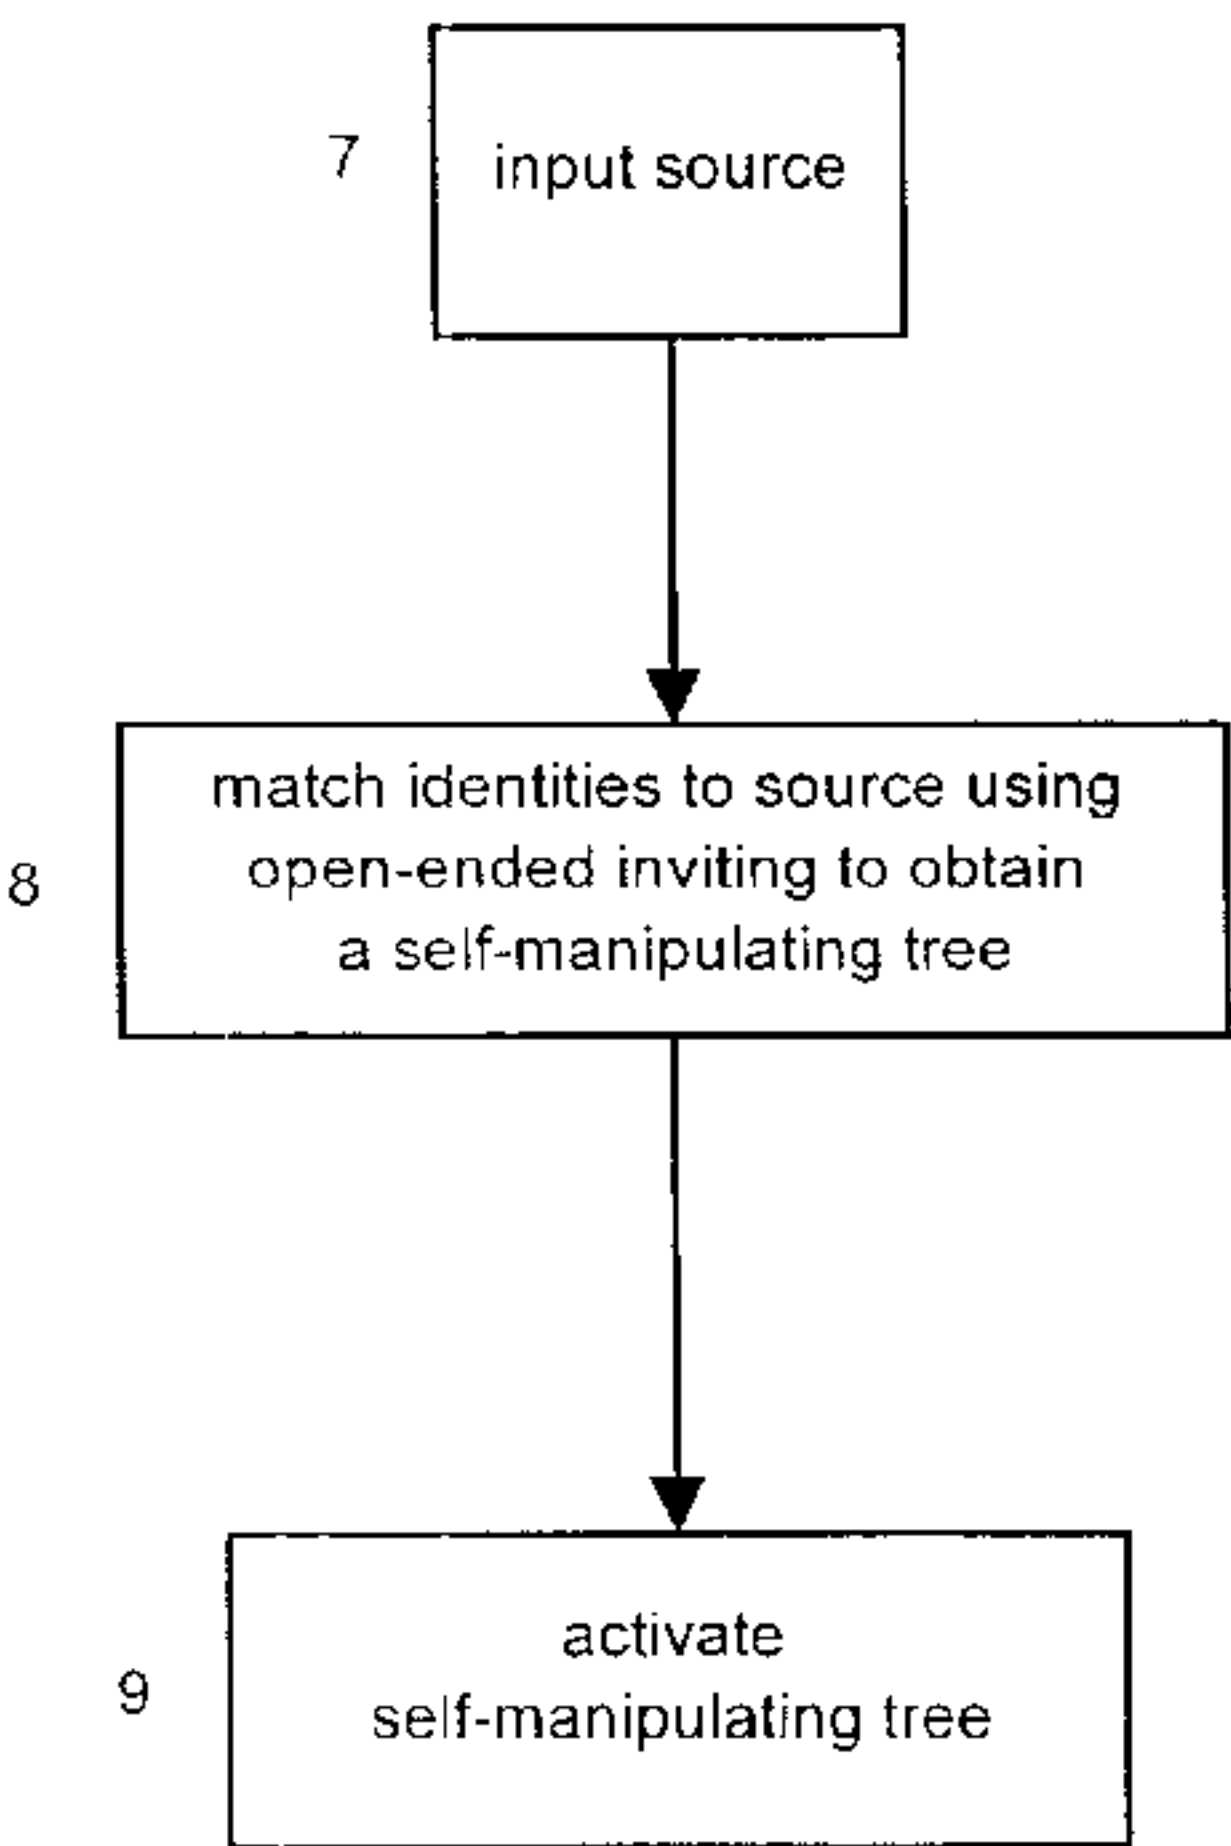 7
input source
8
match identities to source using
open-ended inviting to obtain
a self-manipulating tree
9
activate
self-manipulating tree